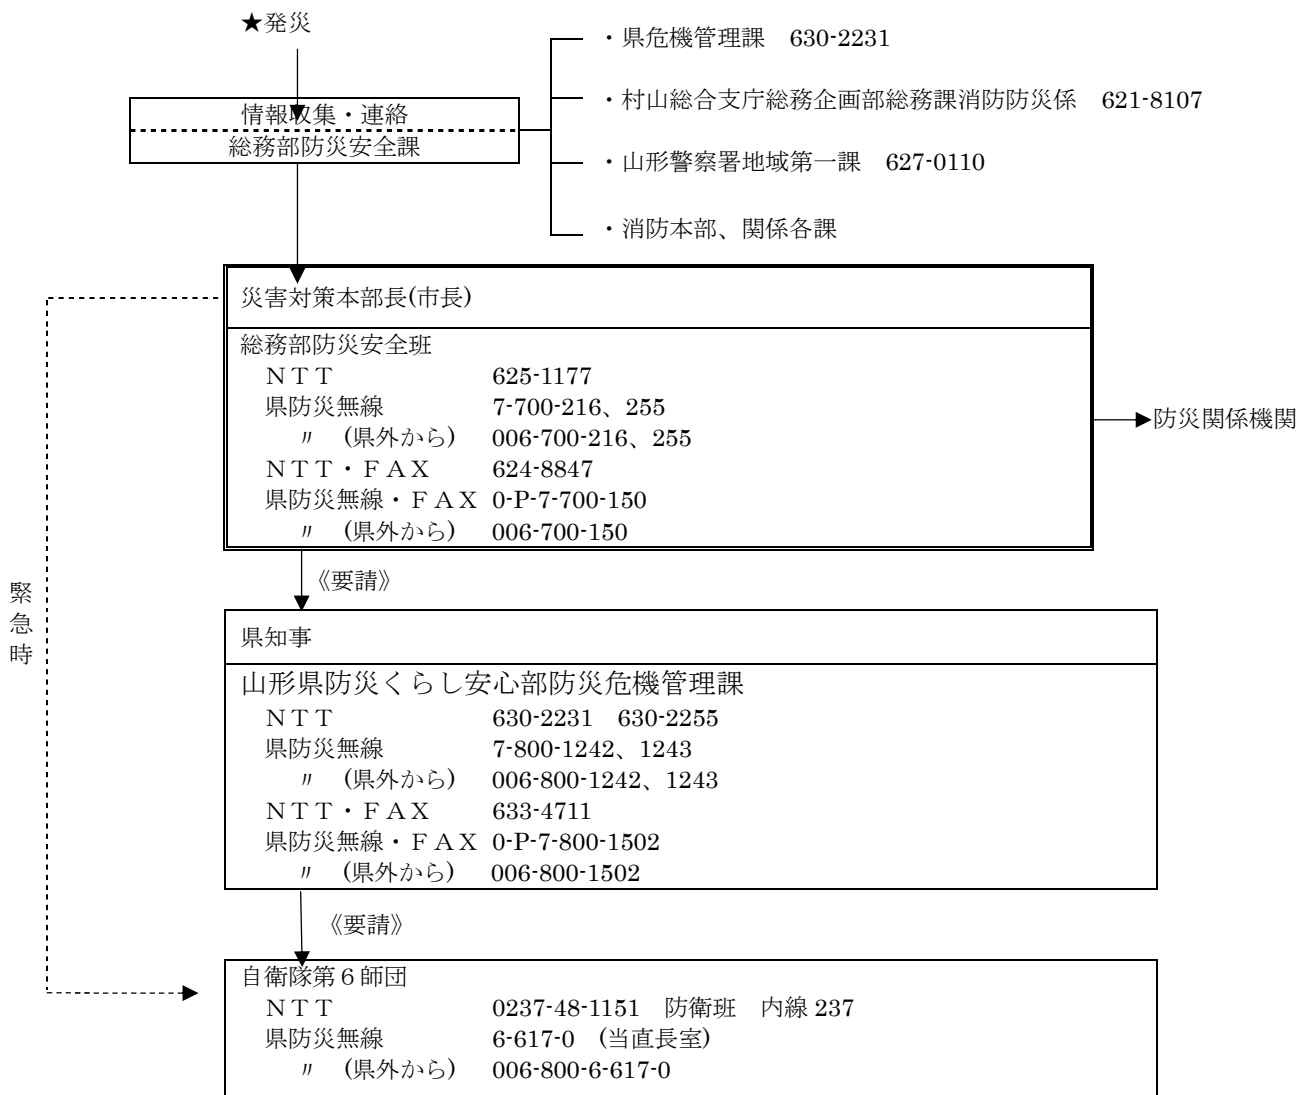 ★発災
・県危機管理課　630-2231
・村山総合支庁総務企画部総務課消防防災係　621-8107
情報収集・連絡
総務部防災安全課
・山形警察署地域第一課　627-0110
・消防本部、関係各課
災害対策本部長(市長)
総務部防災安全班
ＮＴＴ　625-1177
県防災無線　7-700-216、255
〃　(県外から)　006-700-216、255
ＮＴＴ・ＦＡＸ　624-8847
県防災無線・ＦＡＸ 0-P-7-700-150
〃　(県外から)　006-700-150
防災関係機関
緊急時
《要請》
県知事
山形県防災くらし安心部防災危機管理課
ＮＴＴ　630-2231　630-2255
県防災無線　7-800-1242、1243
〃　(県外から)　006-800-1242、1243
ＮＴＴ・ＦＡＸ　633-4711
県防災無線・ＦＡＸ 0-P-7-800-1502
〃　(県外から)　006-800-1502
《要請》
自衛隊第６師団
ＮＴＴ　0237-48-1151　防衛班　内線 237
県防災無線　6-617-0　(当直長室)
〃　(県外から)　006-800-6-617-0